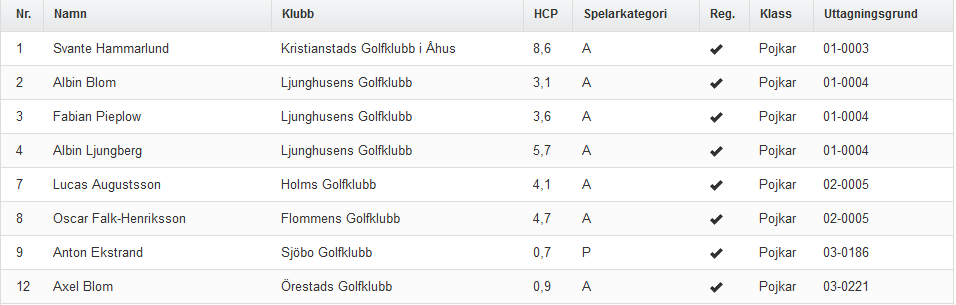 Nr. Namn Klubb HCP Spelarkategori Reg. Klass Uttagningsgrund
1 Svante Hammarlund Kristianstads Golfklubb i Åhus 8,6 A ✔ Pojkar 01-0003
2 Albin Blom Ljunghusens Golfklubb 3,1 A ✔ Pojkar 01-0004
3 Fabian Pieplow Ljunghusens Golfklubb 3,6 A ✔ Pojkar 01-0004
4 Albin Ljungberg Ljunghusens Golfklubb 5,7 A ✔ Pojkar 01-0004
7 Lucas Augustsson Holms Golfklubb 4,1 A ✔ Pojkar 02-0005
8 Oscar Falk-Henriksson Flommens Golfklubb 4,7 A ✔ Pojkar 02-0005
9 Anton Ekstrand Sjöbo Golfklubb 0,7 P ✔ Pojkar 03-0186
12 Axel Blom Örestads Golfklubb 0,9 A ✔ Pojkar 03-0221